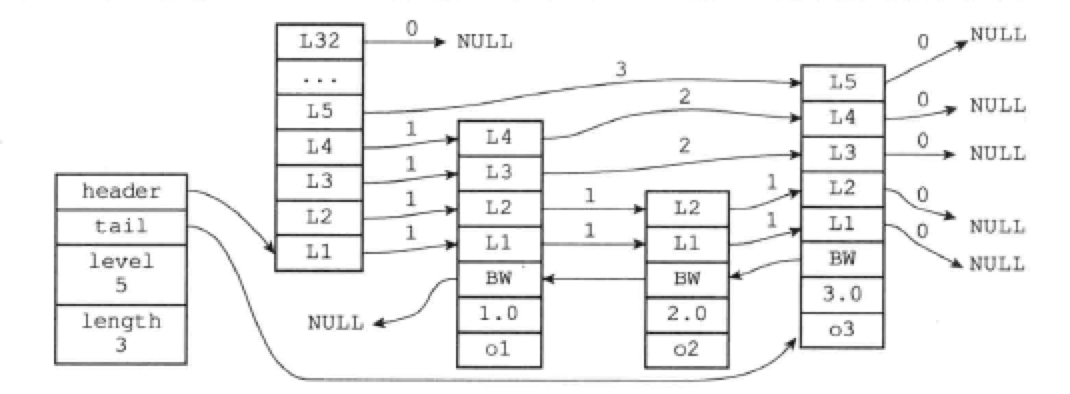 header
tail
level
5
length
3
L32
...
L5
L4
L3
L2
L1
0
NULL
3
1
1
1
1
L4
L3
L2
L1
BW
1.0
o1
NULL
2
2
1
1
L2
L1
BW
2.0
o2
1
1
L5
L4
L3
L2
L1
BW
3.0
o3
0
NULL
0
NULL
0
NULL
0
NULL
0
NULL